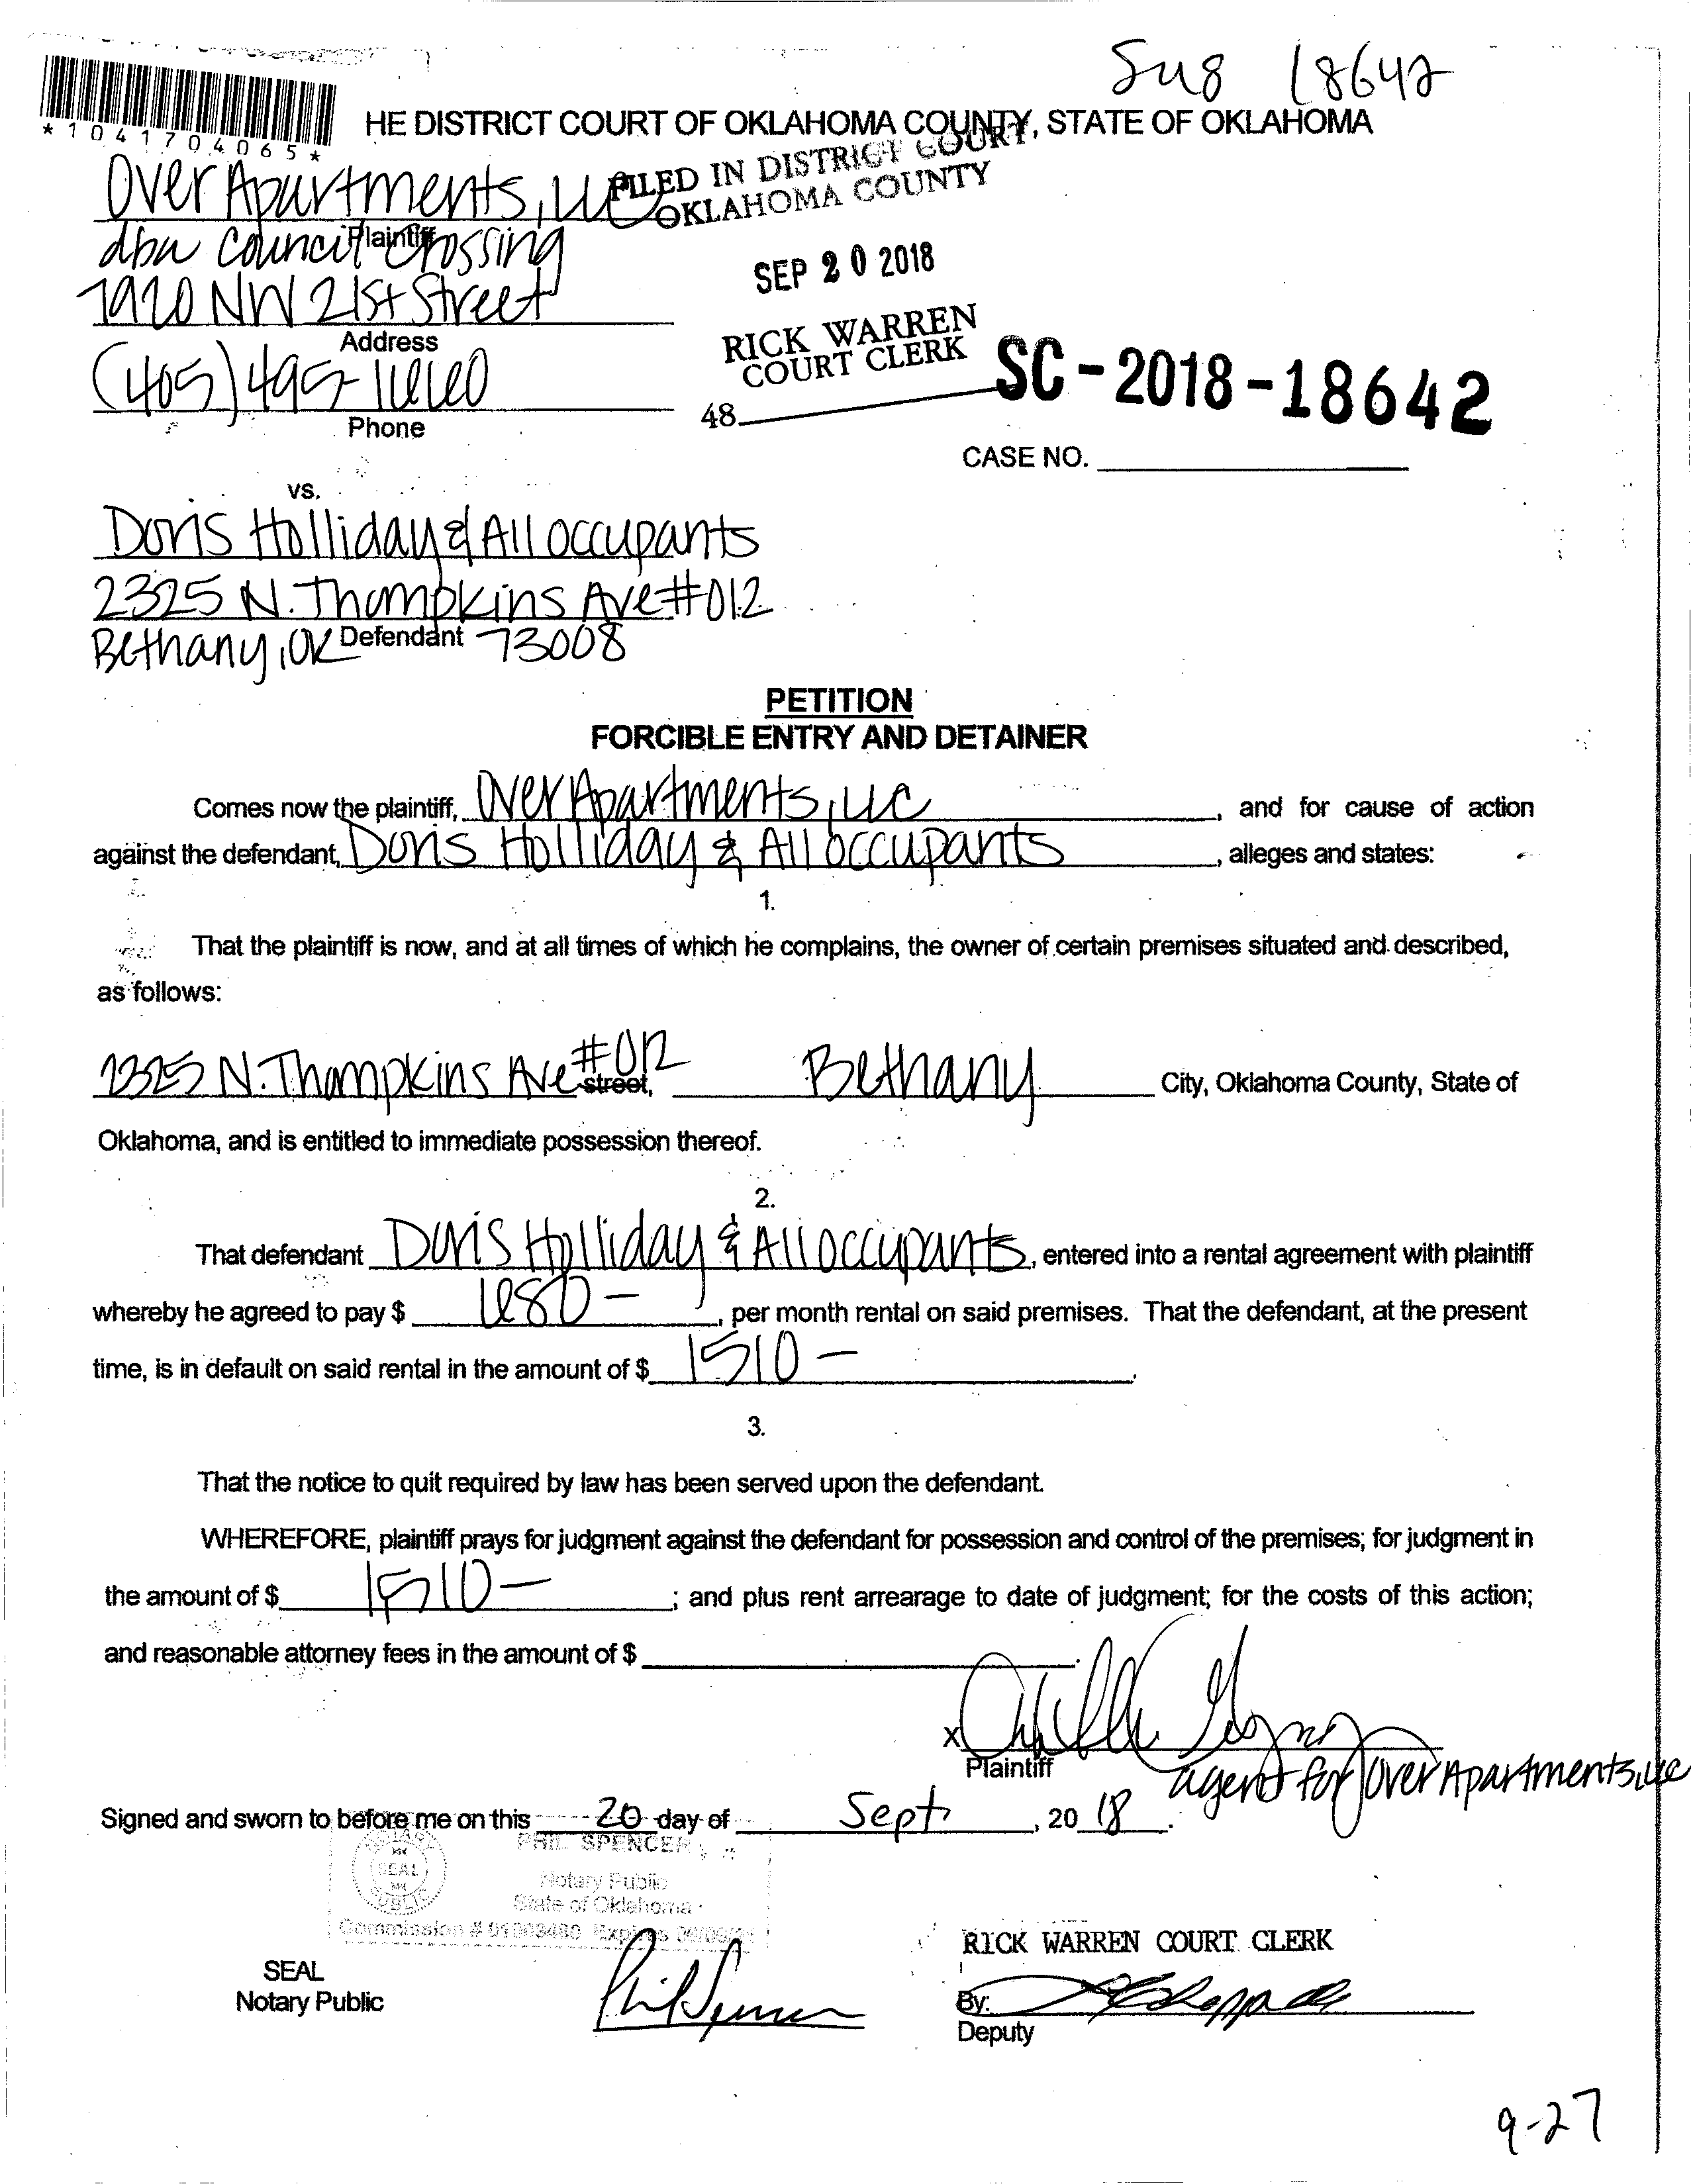 Sug 18642
*1041704065*
HE DISTRICT COURT OF OKLAHOMA COUNTY, STATE OF OKLAHOMA
Over Apartments, LLC
FILED IN DISTRICT COURT
OKLAHOMA COUNTY
Plaintiff
dba Council Crossing
SEP 20 2018
7920 NW 21st Street
Address
RICK WARREN
COURT CLERK
(405) 495-1660
Phone
48
SC-2018-18642
CASE NO.
vs.
Doris Holliday & All occupants
2325 N. Thompkins Ave #012
Bethany, OK Defendant 73008
PETITION
FORCIBLE ENTRY AND DETAINER
Comes now the plaintiff, Over Apartments, LLC, and for cause of action
against the defendant, Doris Holliday & All occupants, alleges and states:
1.
That the plaintiff is now, and at all times of which he complains, the owner of certain premises situated and described,
as follows:
2325 N. Thompkins Ave #012 street, Bethany City, Oklahoma County, State of
Oklahoma, and is entitled to immediate possession thereof.
2.
That defendant Doris Holliday & All occupants, entered into a rental agreement with plaintiff
whereby he agreed to pay $ 680-, per month rental on said premises. That the defendant, at the present
time, is in default on said rental in the amount of $ 1510-.
3.
That the notice to quit required by law has been served upon the defendant.
WHEREFORE, plaintiff prays for judgment against the defendant for possession and control of the premises; for judgment in
the amount of $ 1510-; and plus rent arrearage to date of judgment; for the costs of this action;
and reasonable attorney fees in the amount of $ .
X
Plaintiff
agent for Over Apartments, LLC
Signed and sworn to before me on this 20 day of Sept, 2018.
PHIL SPENCER
SEAL
Notary Public
State of Oklahoma
Commission # 01003480 Expires
RICK WARREN COURT CLERK
SEAL
Notary Public
Phil Spencer
By:
Deputy
9-27